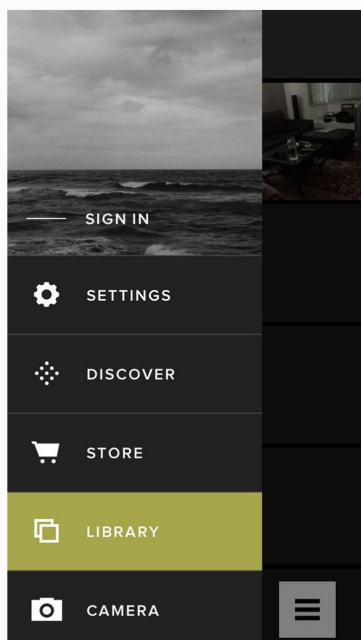 SIGN IN
SETTINGS
DISCOVER
STORE
LIBRARY
CAMERA